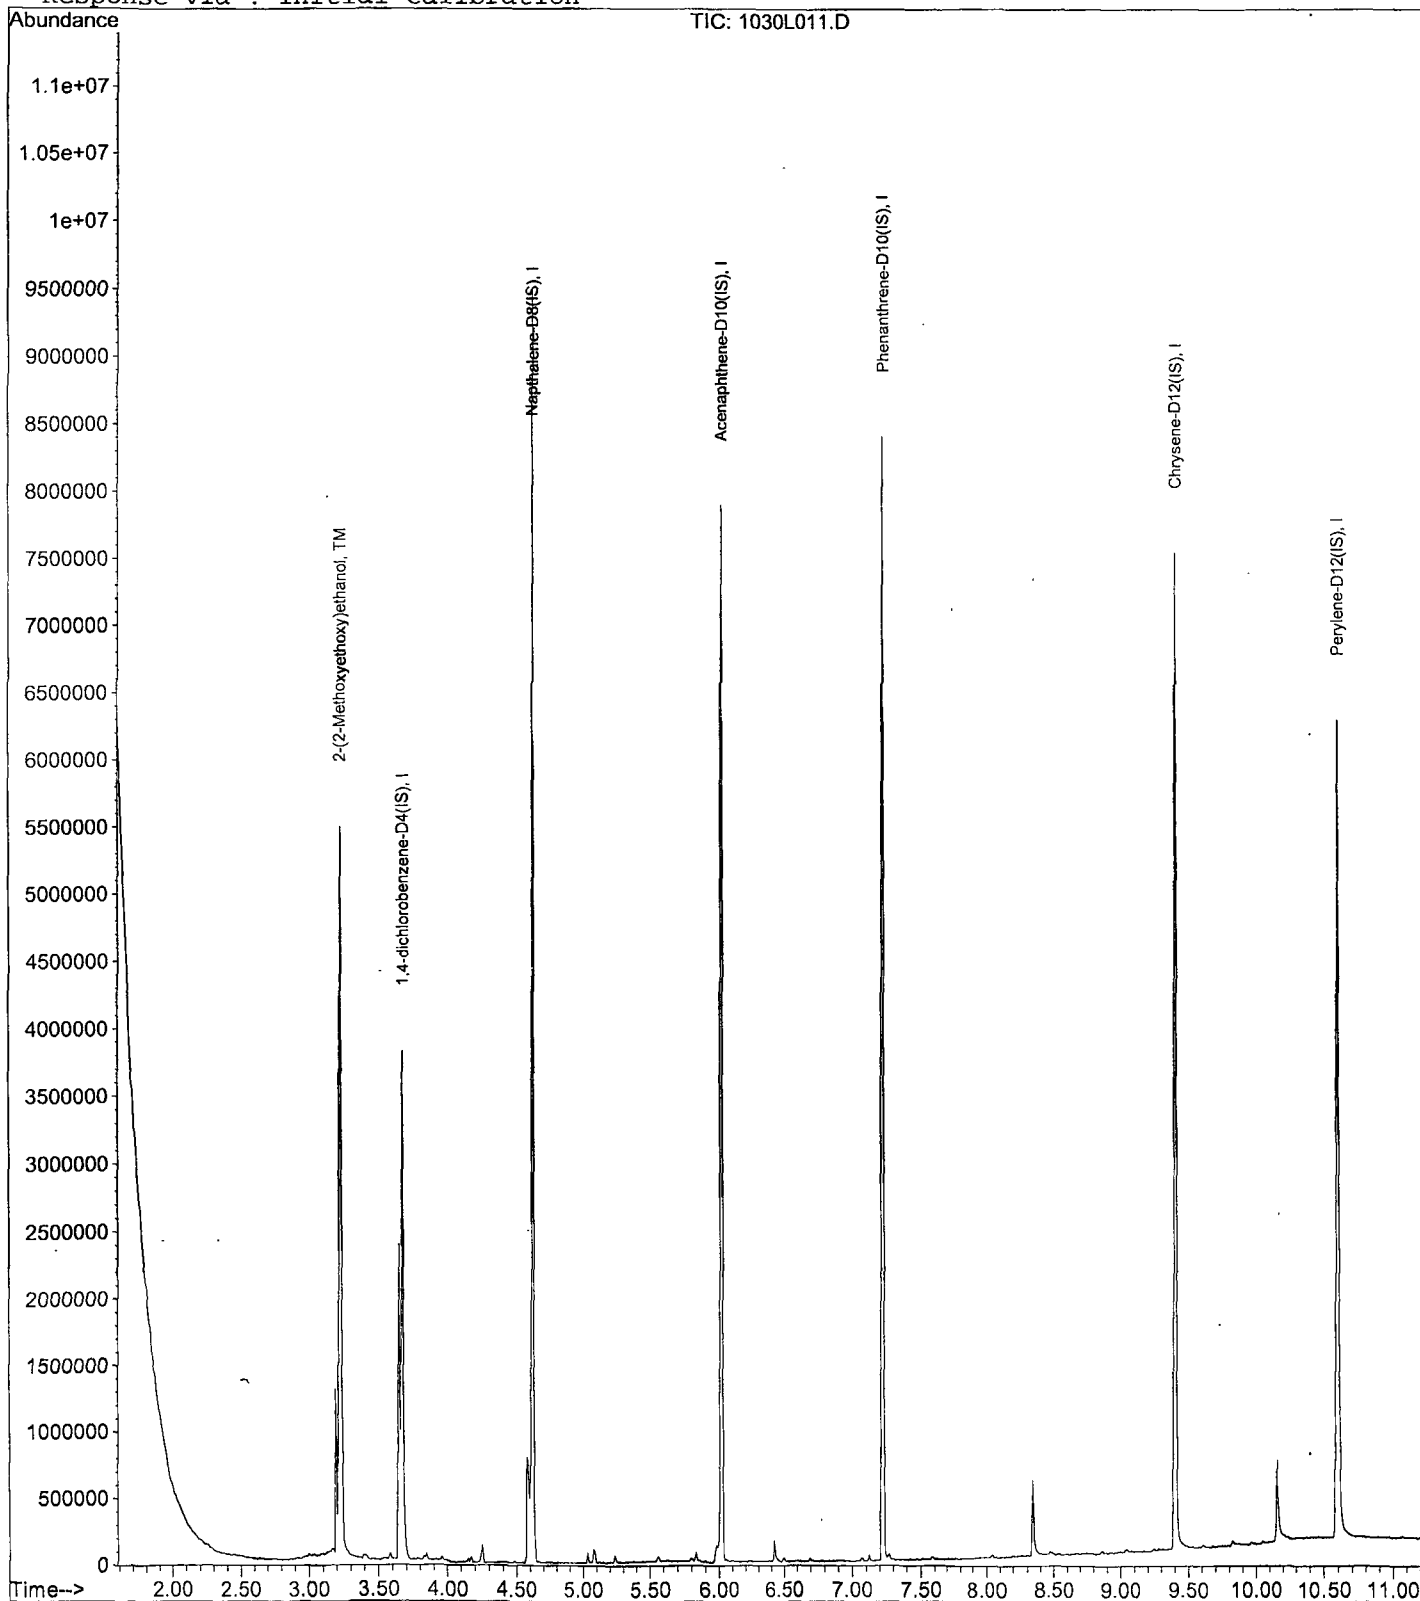 Response via : Initial Calibration
Abundance
TIC: 1030L011.D
1.1e+07
1.05e+07
1e+07
9500000
9000000
8500000
8000000
7500000
7000000
6500000
6000000
5500000
5000000
4500000
4000000
3500000
3000000
2500000
2000000
1500000
1000000
500000
0
2-(2-Methoxyethoxy)ethanol, TM
1,4-dichlorobenzene-D4(IS), I
Napthalene-D8(IS), I
Acenaphthene-D10(IS), I
Phenanthrene-D10(IS), I
Chrysene-D12(IS), I
Perylene-D12(IS), I
Time-->
2.00 2.50 3.00 3.50 4.00 4.50 5.00 5.50 6.00 6.50 7.00 7.50 8.00 8.50 9.00 9.50 10.00 10.50 11.00